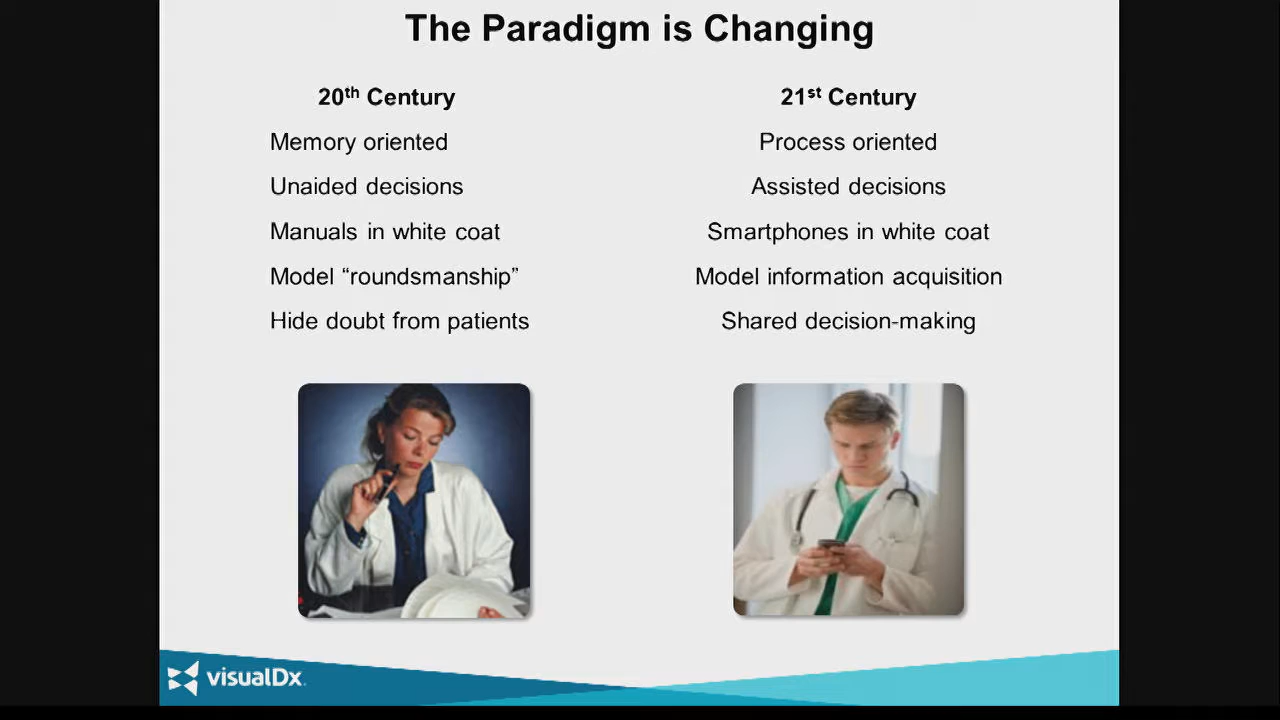 The Paradigm is Changing
20th Century
Memory oriented
Unaided decisions
Manuals in white coat
Model “roundsmanship”
Hide doubt from patients
21st Century
Process oriented
Assisted decisions
Smartphones in white coat
Model information acquisition
Shared decision-making
visualDx